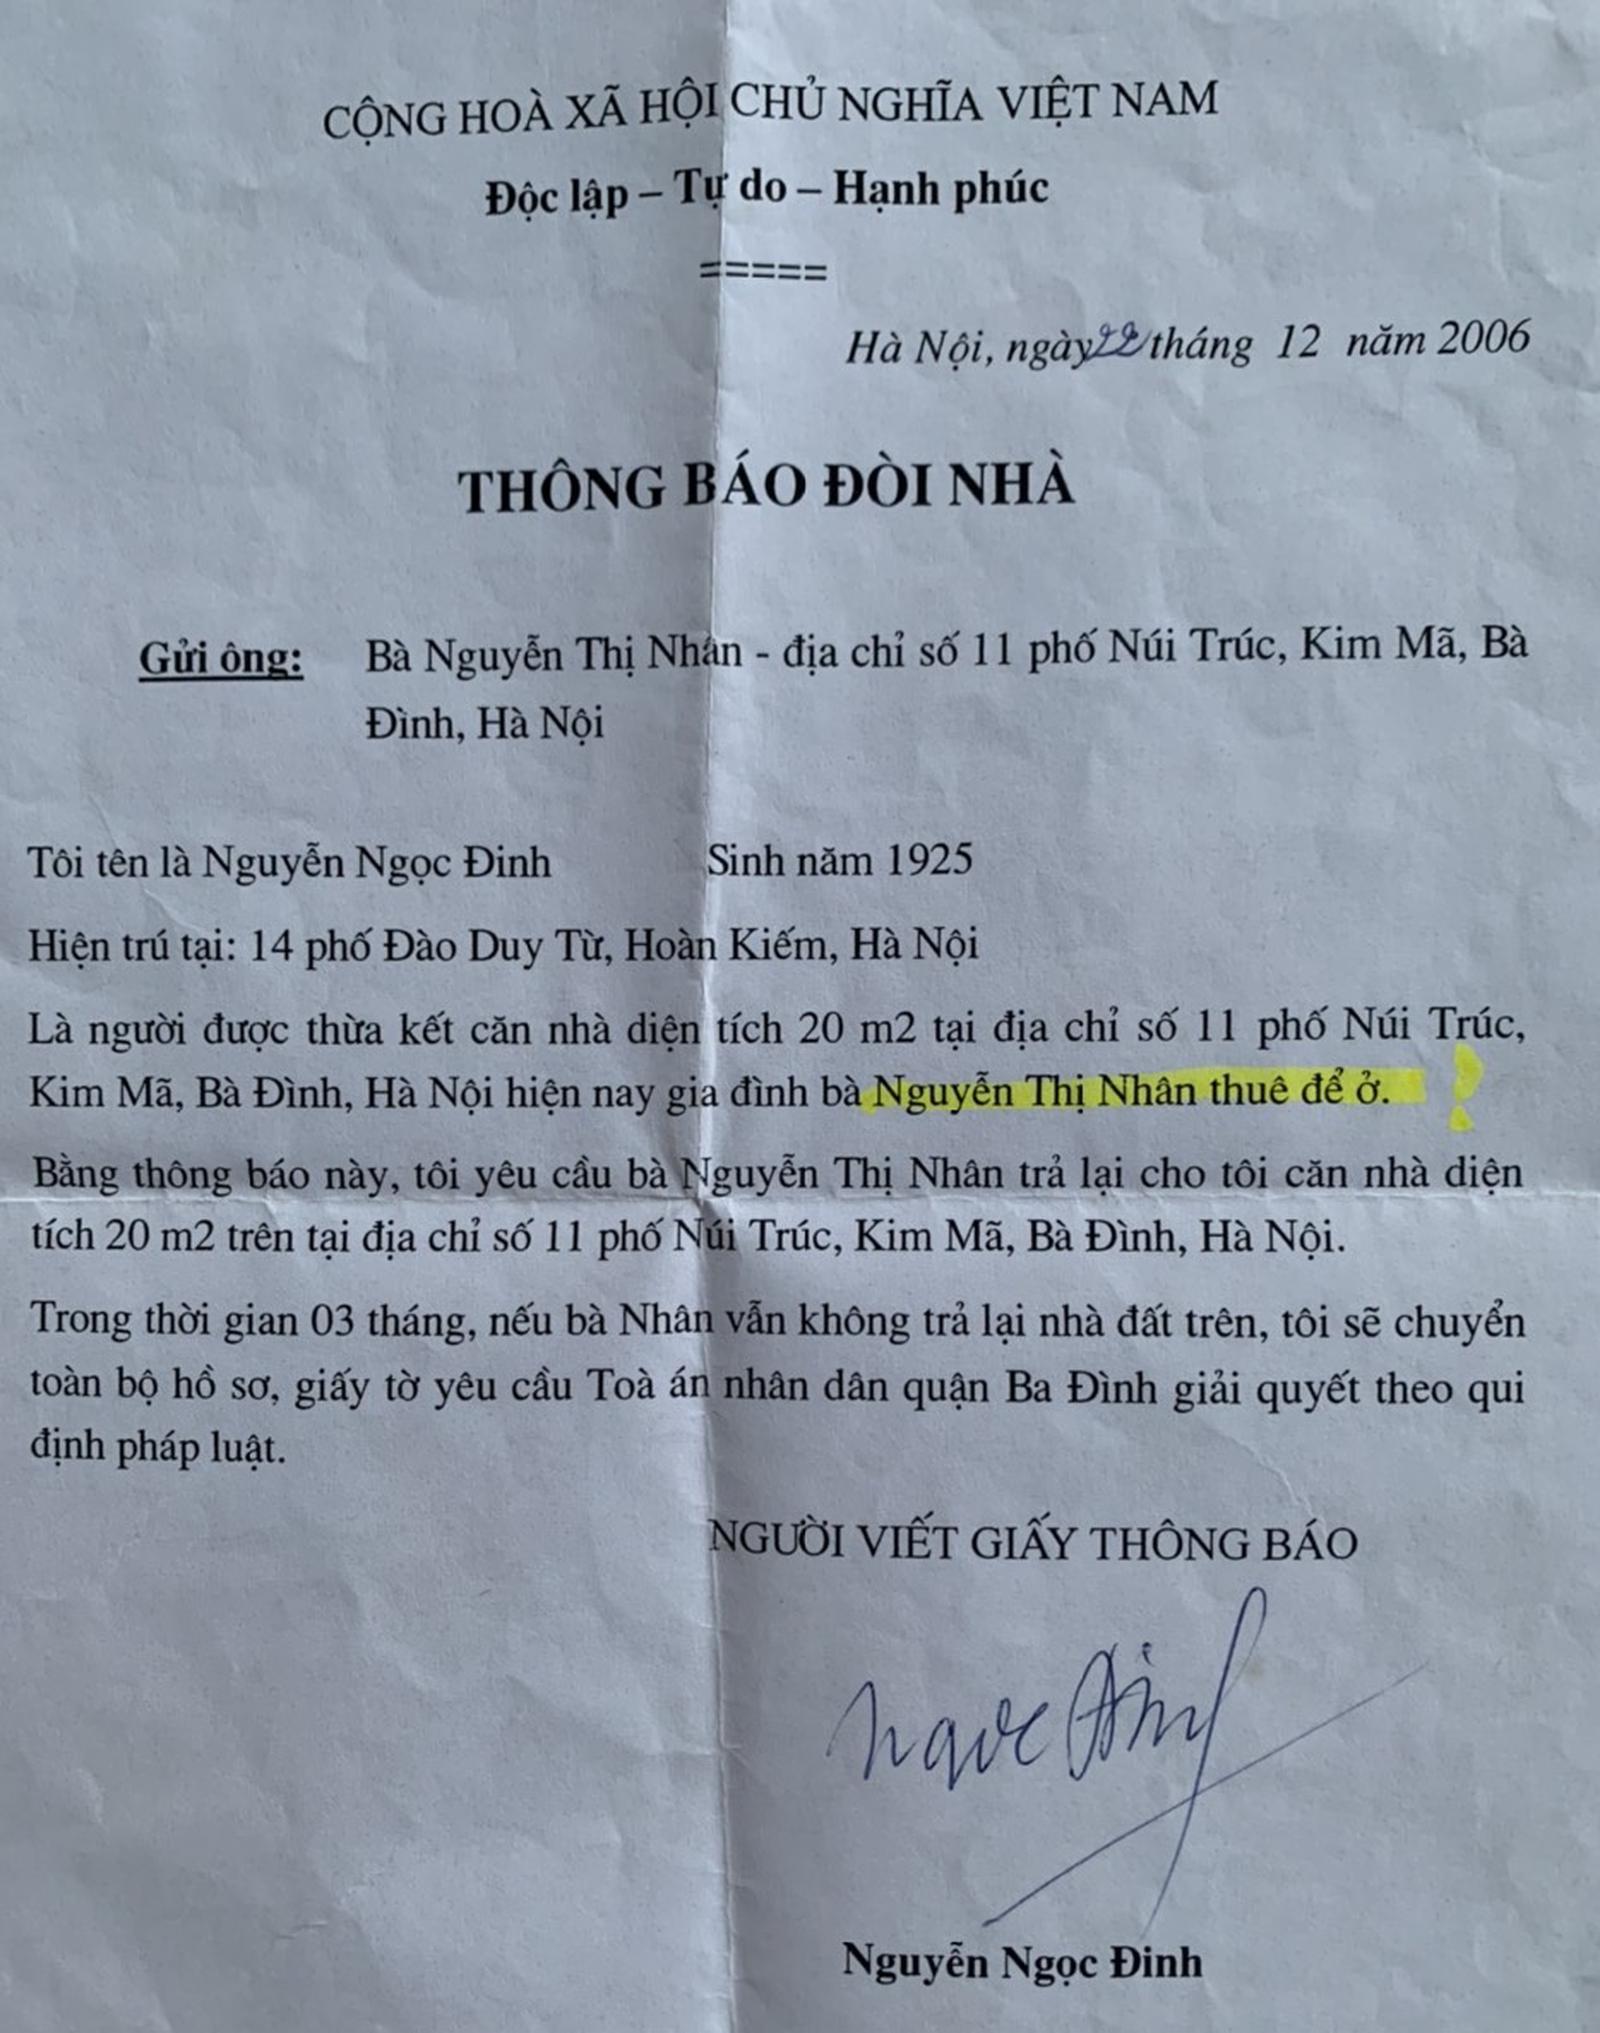 CỘNG HOÀ XÃ HỘI CHỦ NGHĨA VIỆT NAM
Độc lập – Tự do – Hạnh phúc
=====
Hà Nội, ngày 22 tháng 12 năm 2006
THÔNG BÁO ĐÒI NHÀ
Gửi ông: Bà Nguyễn Thị Nhân - địa chỉ số 11 phố Núi Trúc, Kim Mã, Bà
Đình, Hà Nội
Tôi tên là Nguyễn Ngọc Đinh Sinh năm 1925
Hiện trú tại: 14 phố Đào Duy Từ, Hoàn Kiếm, Hà Nội
Là người được thừa kết căn nhà diện tích 20 m2 tại địa chỉ số 11 phố Núi Trúc,
Kim Mã, Bà Đình, Hà Nội hiện nay gia đình bà Nguyễn Thị Nhân thuê để ở. !
Bằng thông báo này, tôi yêu cầu bà Nguyễn Thị Nhân trả lại cho tôi căn nhà diện
tích 20 m2 trên tại địa chỉ số 11 phố Núi Trúc, Kim Mã, Bà Đình, Hà Nội.
Trong thời gian 03 tháng, nếu bà Nhân vẫn không trả lại nhà đất trên, tôi sẽ chuyển
toàn bộ hồ sơ, giấy tờ yêu cầu Toà án nhân dân quận Ba Đình giải quyết theo qui
định pháp luật.
NGƯỜI VIẾT GIẤY THÔNG BÁO
Ngọc Đinh
Nguyễn Ngọc Đinh